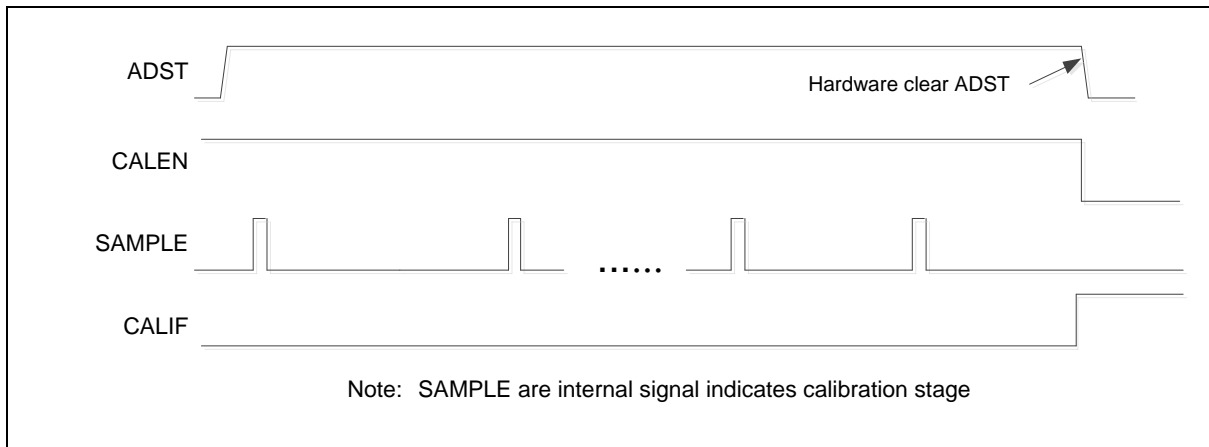 ADST
Hardware clear ADST
CALEN
SAMPLE
......
CALIF
Note: SAMPLE are internal signal indicates calibration stage